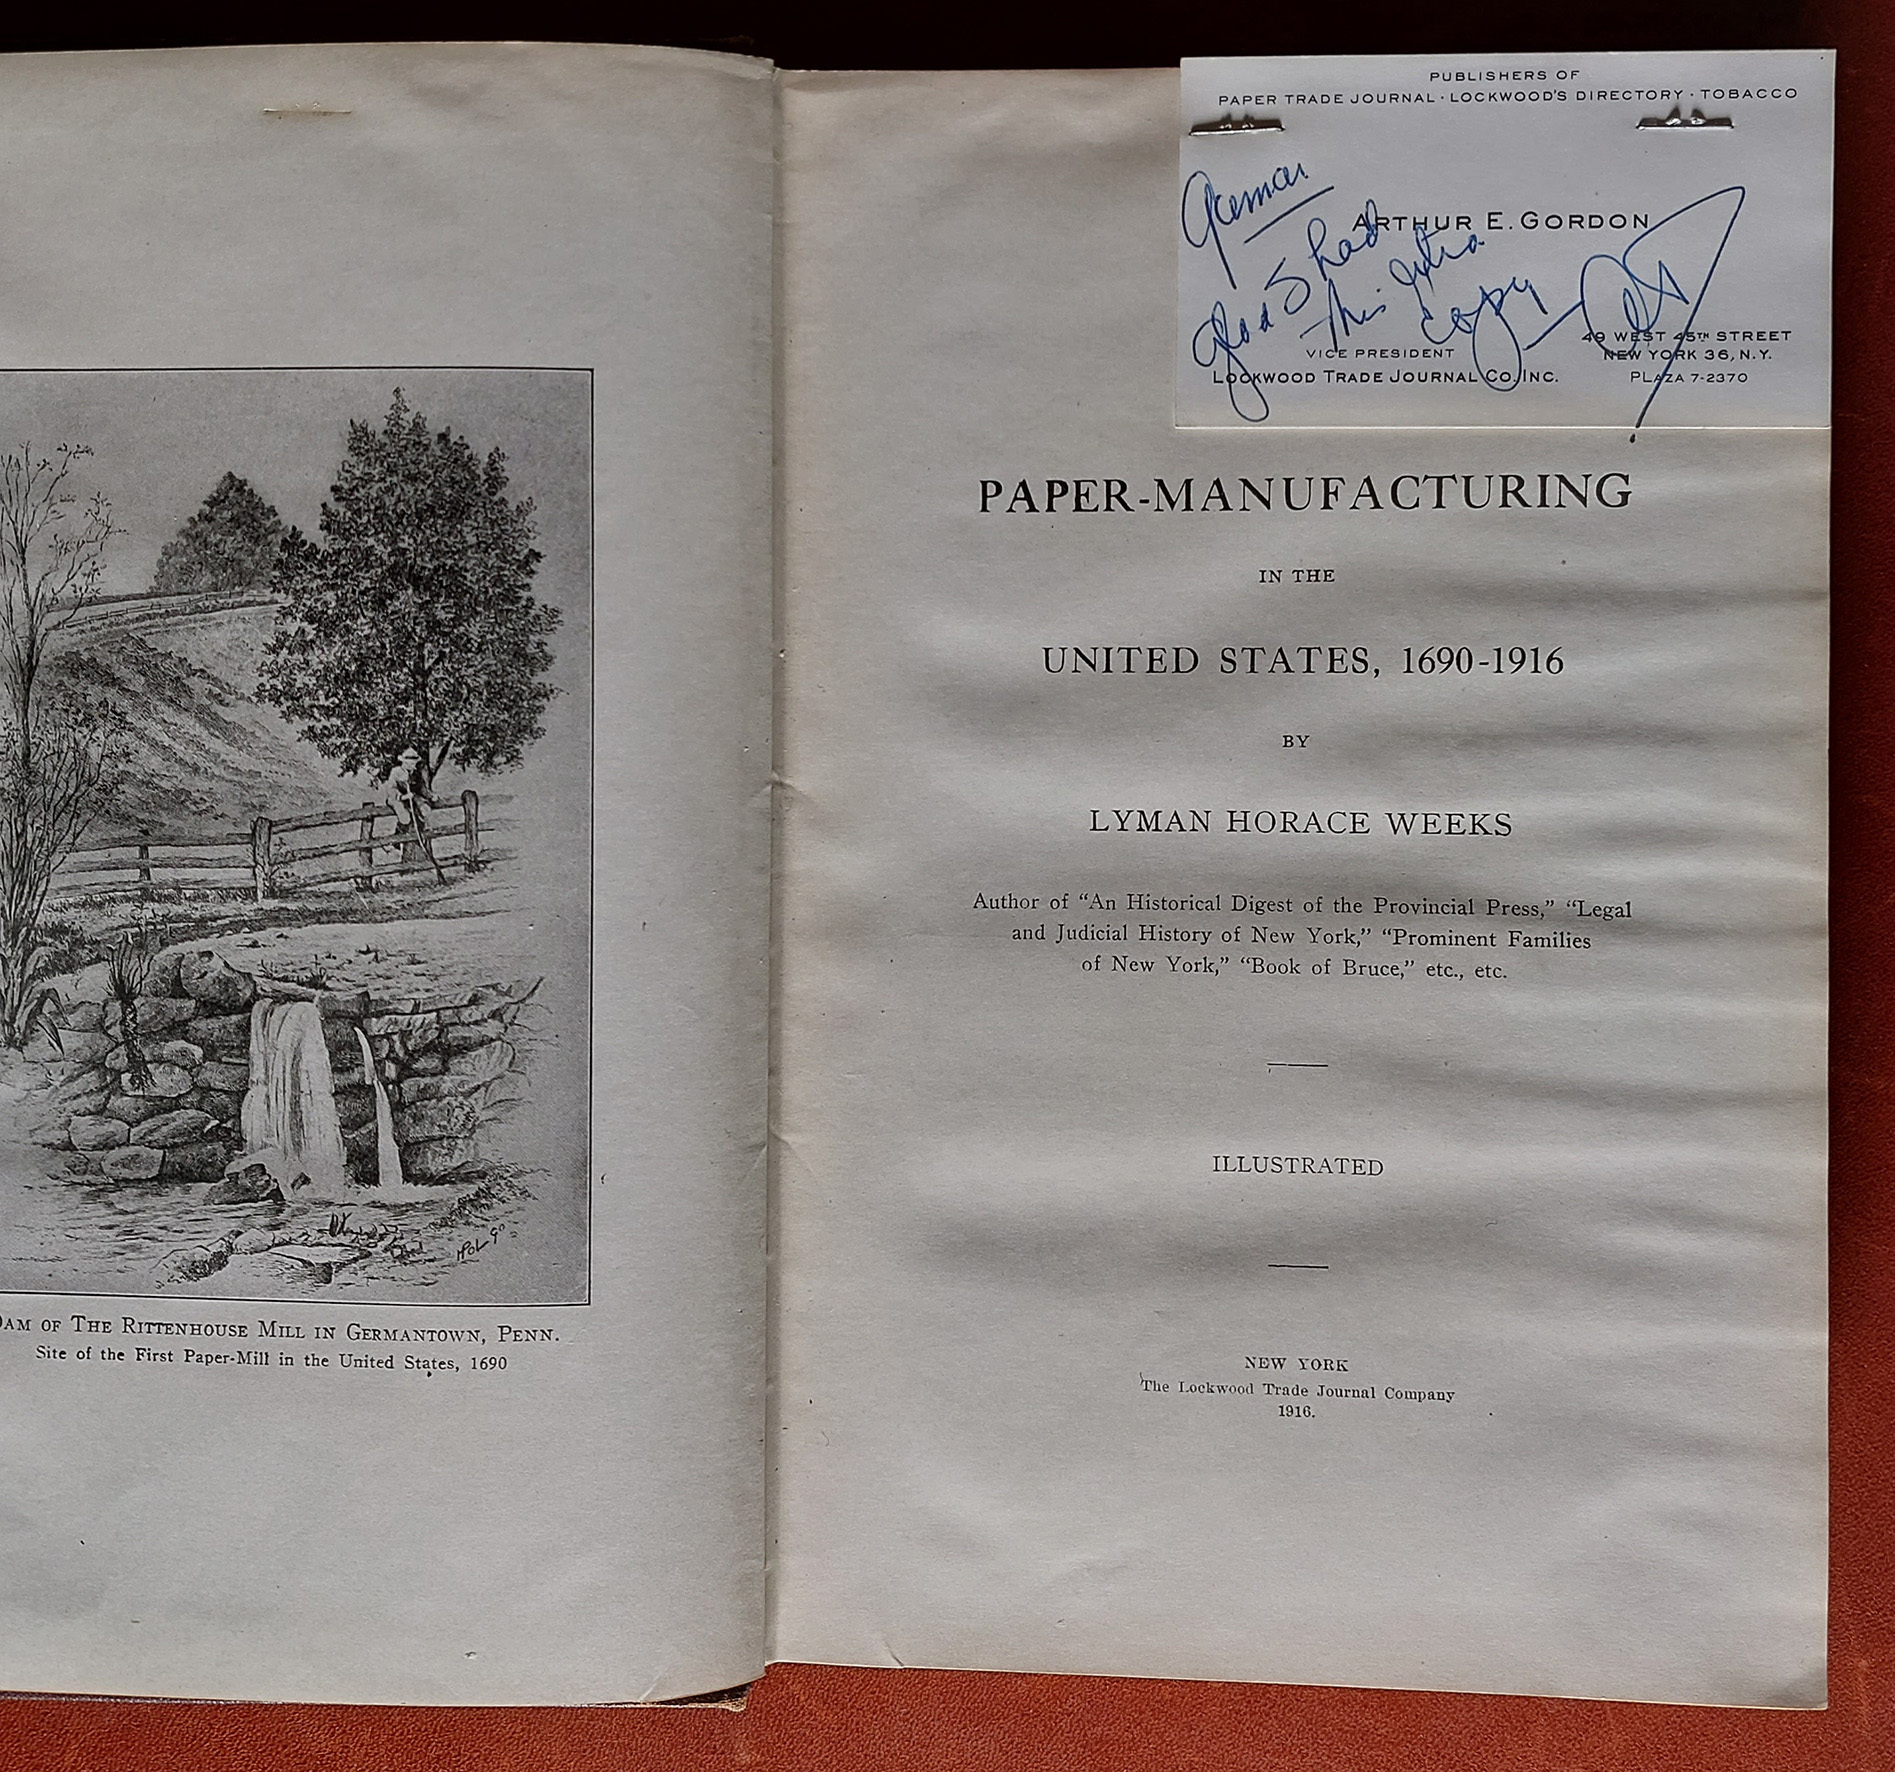 DAM OF THE RITTENHOUSE MILL IN GERMANTOWN, PENN.
Site of the First Paper-Mill in the United States, 1690
PUBLISHERS OF
PAPER TRADE JOURNAL · LOCKWOOD'S DIRECTORY · TOBACCO
ARTHUR E. GORDON
Glad I had
this extra
copy
VICE PRESIDENT
LOCKWOOD TRADE JOURNAL CO., INC.
49 WEST 45TH STREET
NEW YORK 36, N.Y.
PLAZA 7-2370
PAPER-MANUFACTURING
IN THE
UNITED STATES, 1690-1916
BY
LYMAN HORACE WEEKS
Author of “An Historical Digest of the Provincial Press,” “Legal
and Judicial History of New York,” “Prominent Families
of New York,” “Book of Bruce,” etc., etc.
ILLUSTRATED
NEW YORK
The Lockwood Trade Journal Company
1916.